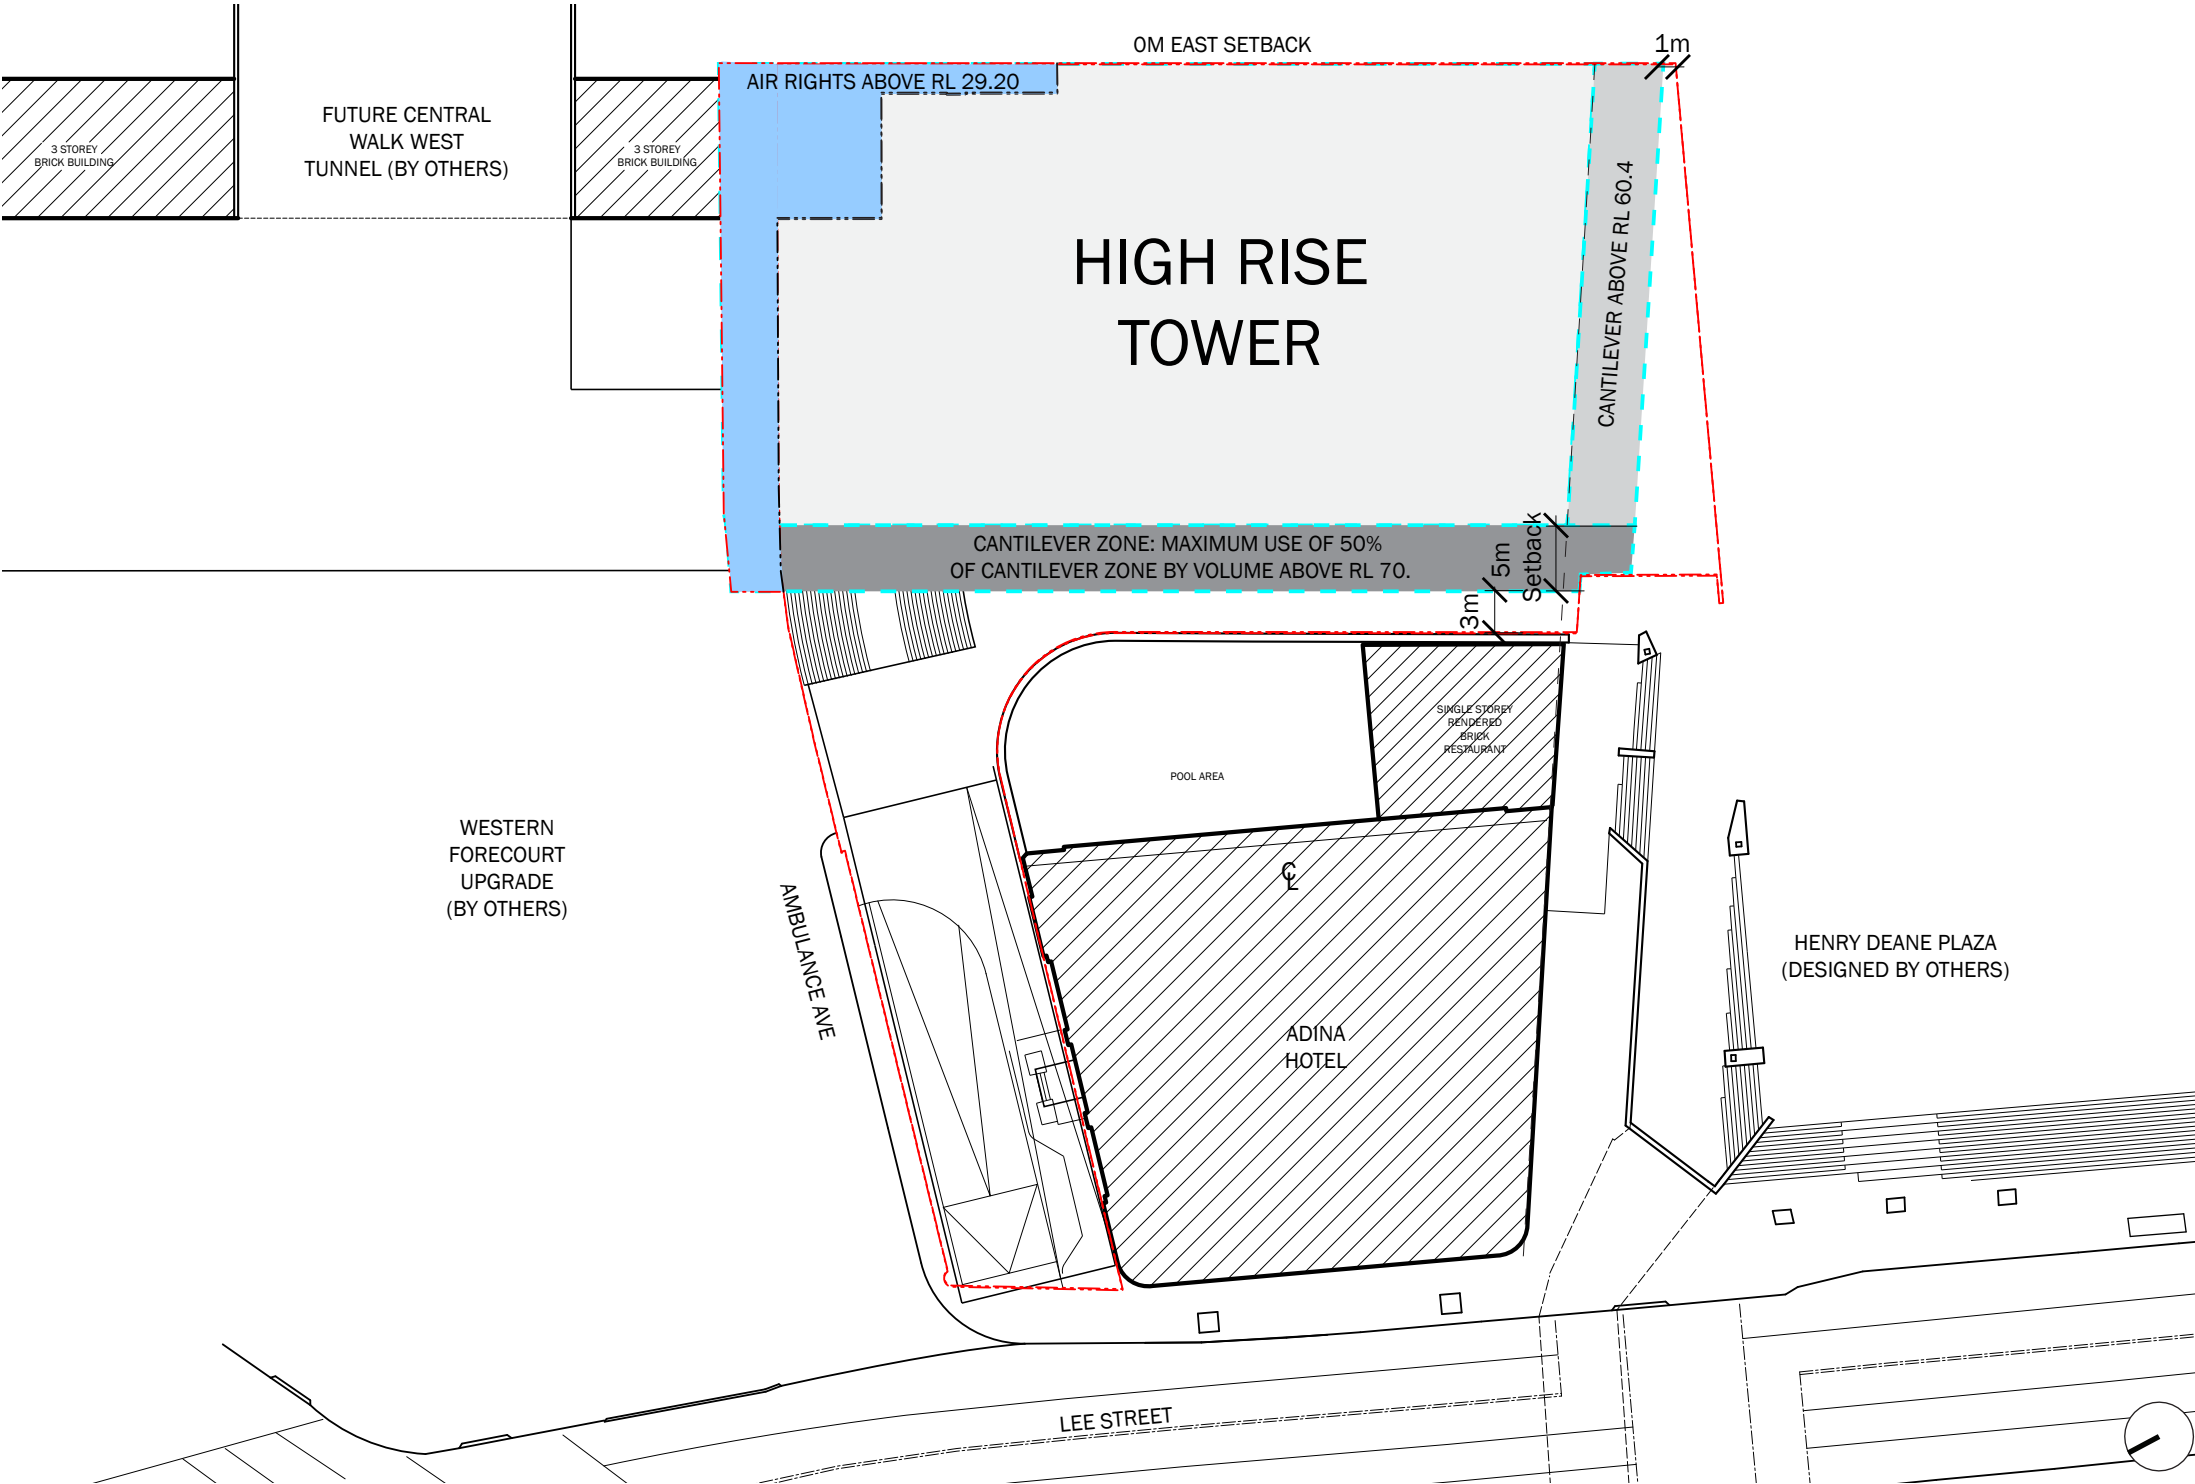 0M EAST SETBACK
1m
AIR RIGHTS ABOVE RL 29.20
FUTURE CENTRAL
WALK WEST
TUNNEL (BY OTHERS)
3 STOREY
BRICK BUILDING
3 STOREY
BRICK BUILDING
HIGH RISE
TOWER
CANTILEVER ABOVE RL 60.4
CANTILEVER ZONE: MAXIMUM USE OF 50%
OF CANTILEVER ZONE BY VOLUME ABOVE RL 70.
5m
Setback
3m
SINGLE STOREY
RENDERED
BRICK
RESTAURANT
POOL AREA
WESTERN
FORECOURT
UPGRADE
(BY OTHERS)
AMBULANCE AVE
CL
HENRY DEANE PLAZA
(DESIGNED BY OTHERS)
ADINA
HOTEL
LEE STREET